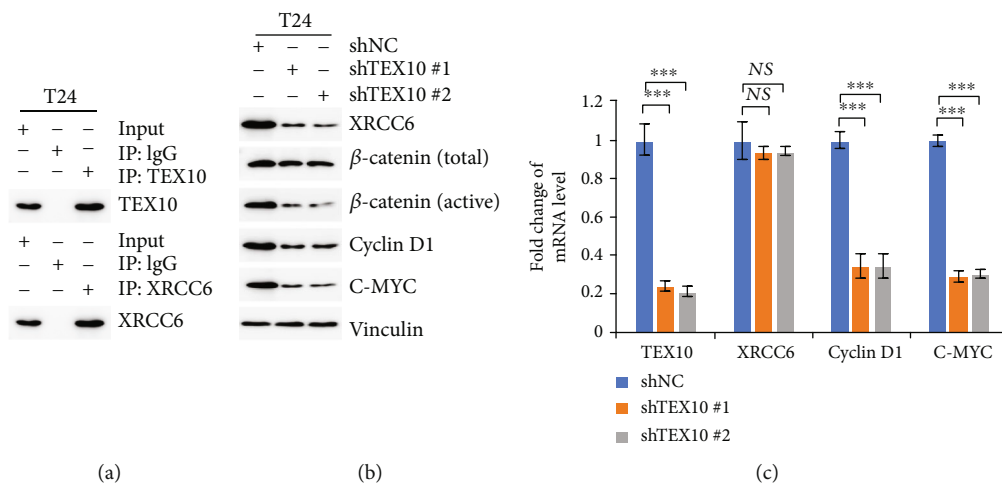 T24
+ – – Input
– + – IP: lgG
– – + IP: TEX10
TEX10
+ – – Input
– + – IP: lgG
– – + IP: XRCC6
XRCC6
(a)
T24
+ – – shNC
– + – shTEX10 #1
– – + shTEX10 #2
XRCC6
β-catenin (total)
β-catenin (active)
Cyclin D1
C-MYC
Vinculin
(b)
Fold change of
mRNA level
1.2
1
0.8
0.6
0.4
0.2
0
*** NS *** ***
*** NS *** ***
TEX10 XRCC6 Cyclin D1 C-MYC
shNC
shTEX10 #1
shTEX10 #2
(c)